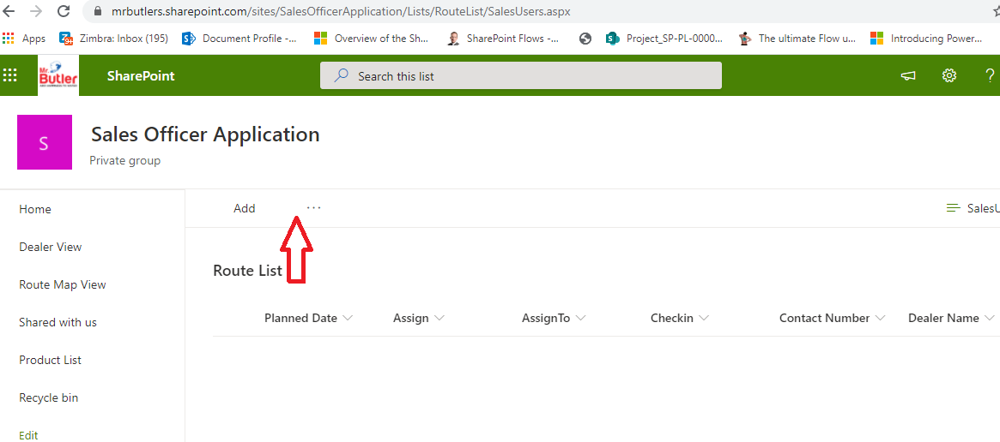 mrbutlers.sharepoint.com/sites/SalesOfficerApplication/Lists/RouteList/SalesUsers.aspx
Apps Zimbra: Inbox (195) Document Profile -... Overview of the Sh... SharePoint Flows -... Project_SP-PL-0000... The ultimate Flow u... Introducing Power...
Mr. Butler SharePoint Search this list ?
S
Sales Officer Application
Private group
Home
Add ... SalesU
Dealer View
Route Map View
Shared with us
Product List
Recycle bin
Edit
Route List
Planned Date Assign AssignTo Checkin Contact Number Dealer Name